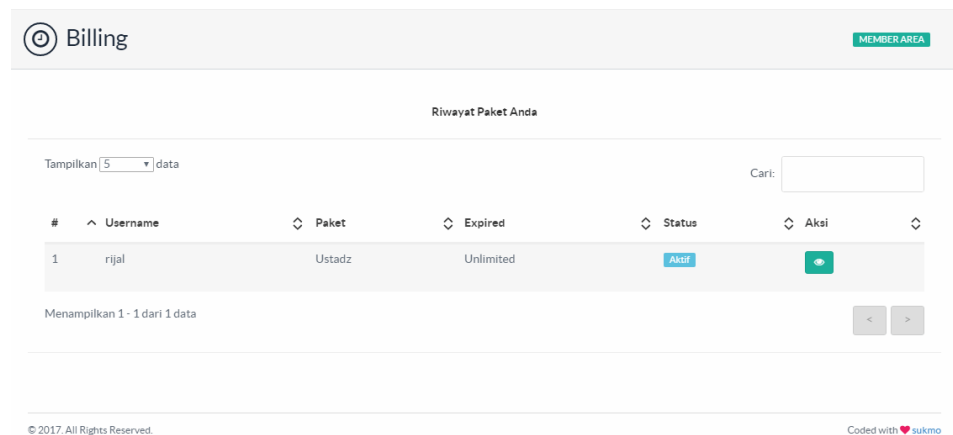 Billing
MEMBER AREA
Riwayat Paket Anda
Tampilkan 5 data
Cari:
# Username Paket Expired Status Aksi
1 rijal Ustadz Unlimited Aktif
Menampilkan 1 - 1 dari 1 data
< >
© 2017. All Rights Reserved.
Coded with ❤ sukmo